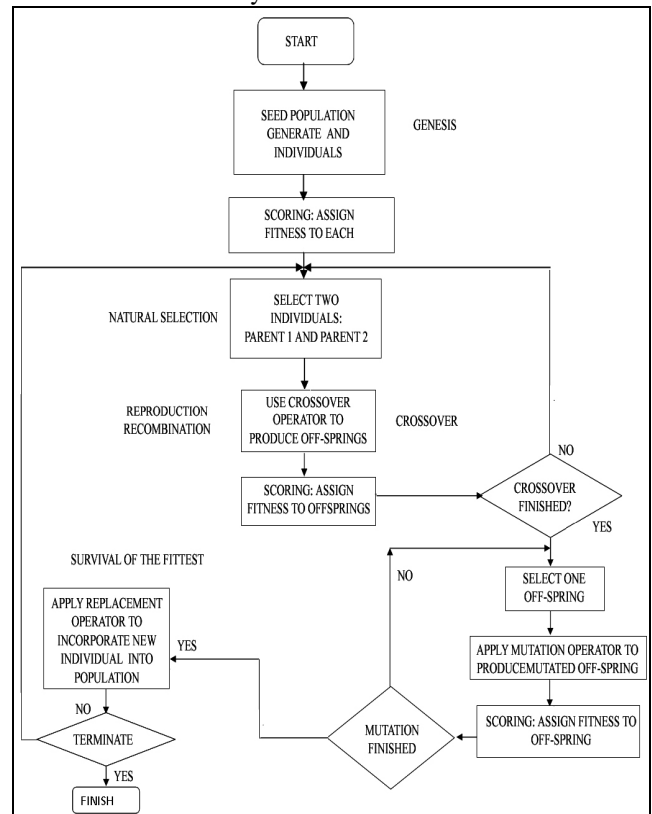 START
SEED POPULATION
GENERATE AND
INDIVIDUALS
GENESIS
SCORING: ASSIGN
FITNESS TO EACH
NATURAL SELECTION
SELECT TWO
INDIVIDUALS:
PARENT 1 AND PARENT 2
REPRODUCTION
RECOMBINATION
USE CROSSOVER
OPERATOR TO
PRODUCE OFF-SPRINGS
CROSSOVER
SCORING: ASSIGN
FITNESS TO OFFSPRINGS
NO
CROSSOVER
FINISHED?
YES
SURVIVAL OF THE FITTEST
NO
SELECT ONE
OFF-SPRING
APPLY REPLACEMENT
OPERATOR TO
INCORPORATE NEW
INDIVIDUAL INTO
POPULATION
YES
APPLY MUTATION OPERATOR TO
PRODUCEMUTATED OFF-SPRING
NO
TERMINATE
MUTATION
FINISHED
SCORING: ASSIGN FITNESS TO
OFF-SPRING
YES
FINISH